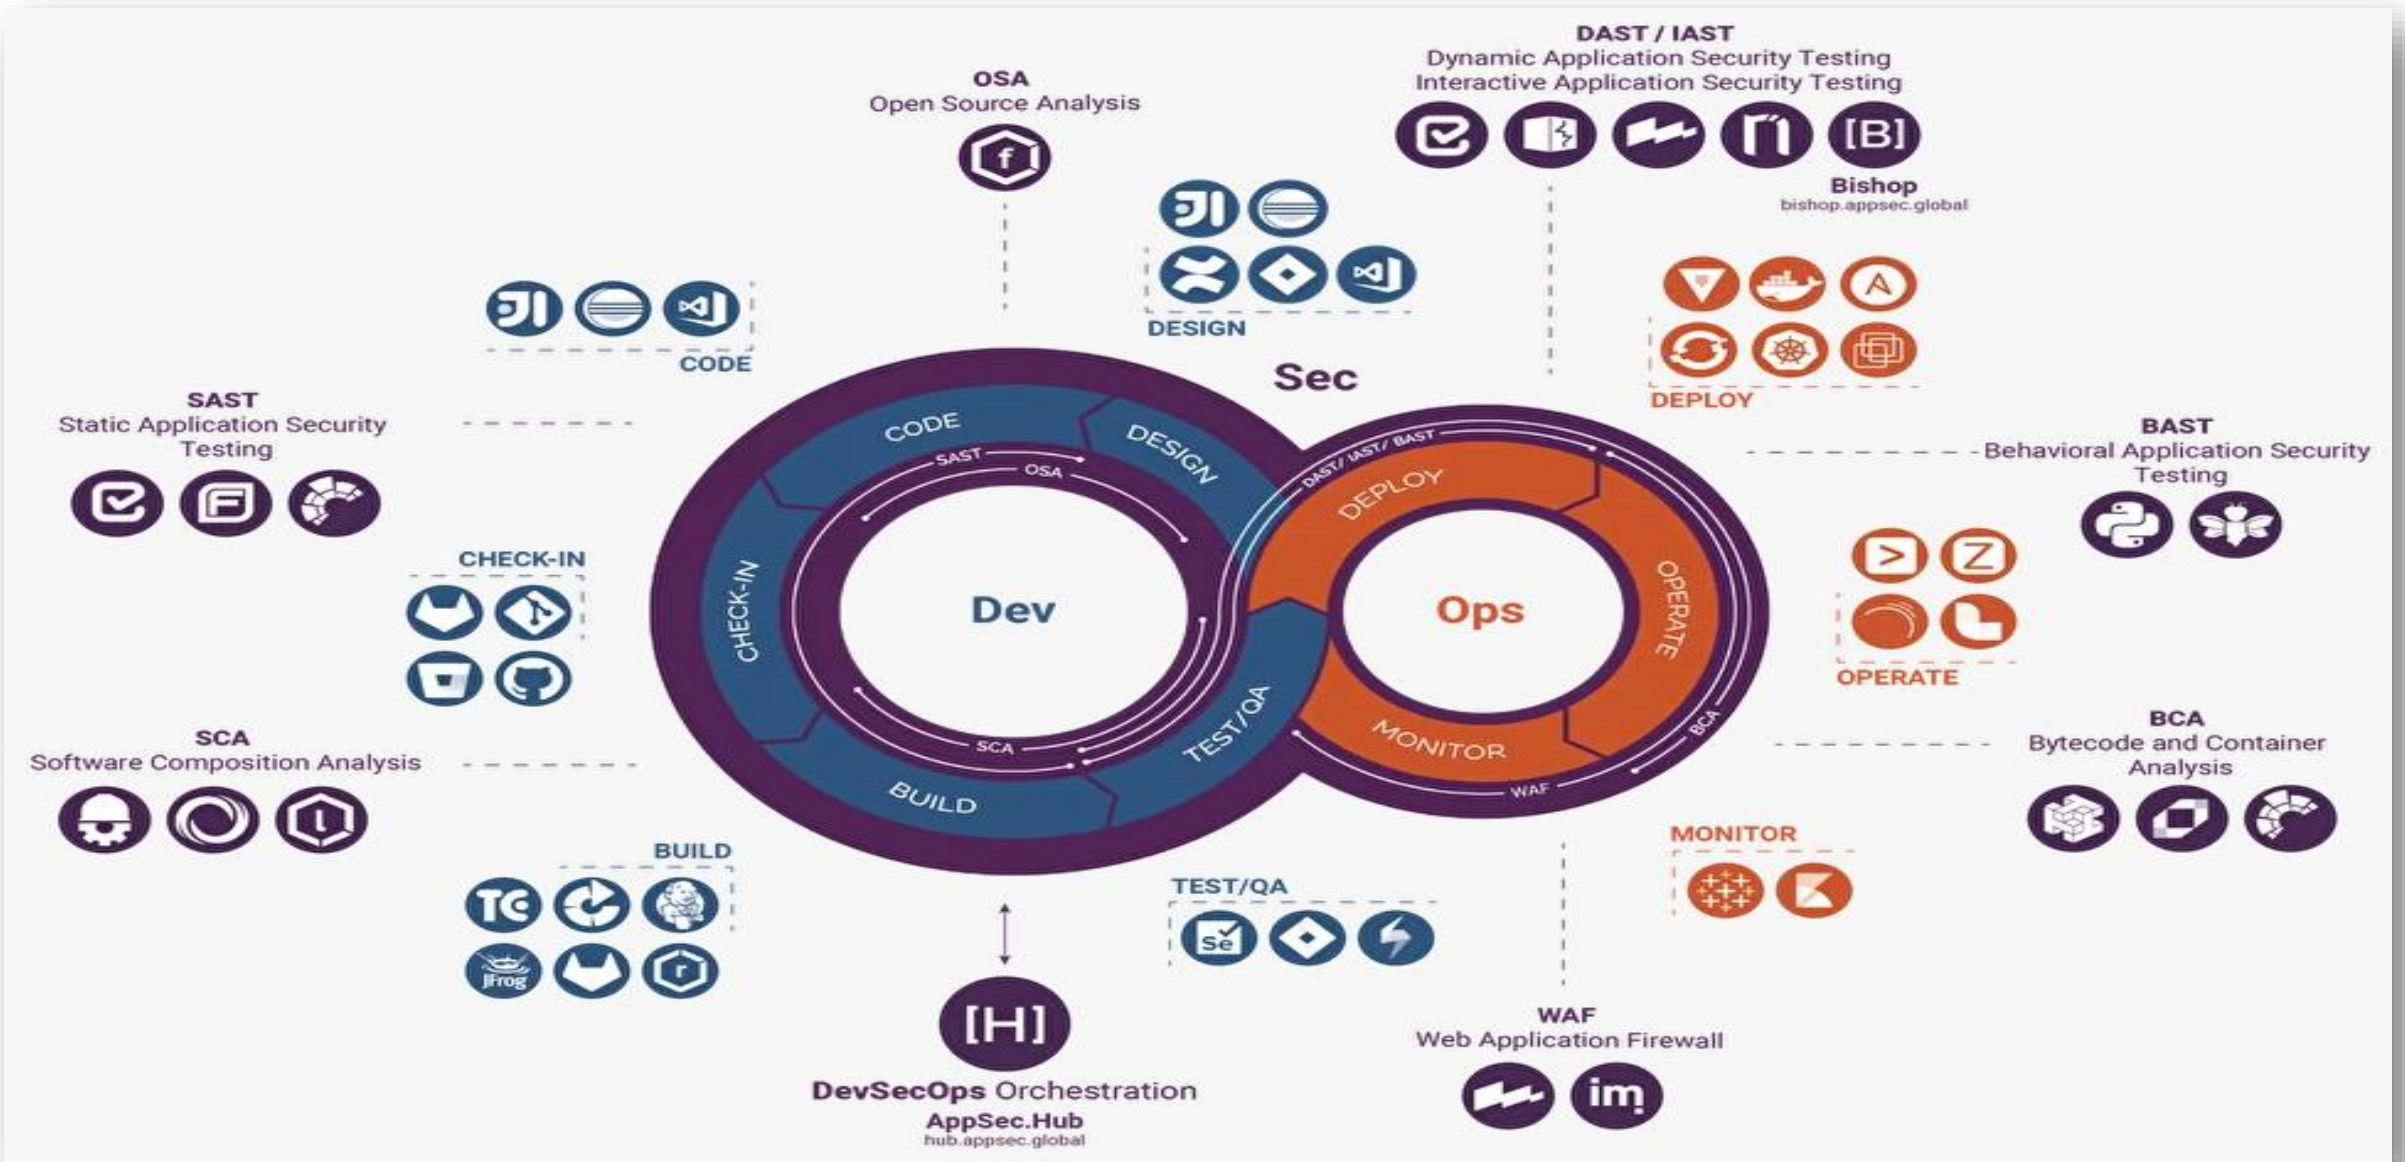 DAST / IAST
Dynamic Application Security Testing
Interactive Application Security Testing
[B]
Bishop
bishop.appsec.global
OSA
Open Source Analysis
f
DESIGN
CODE
DEPLOY
Sec
SAST
Static Application Security
Testing
BAST
Behavioral Application Security
Testing
CODE
DESIGN
SAST
OSA
DAST/ IAST/ BAST
DEPLOY
CHECK-IN
CHECK-IN
Dev
Ops
OPERATE
Z
OPERATE
SCA
Software Composition Analysis
SCA
BUILD
TEST/QA
MONITOR
WAF
BCA
BCA
Bytecode and Container
Analysis
MONITOR
BUILD
TC
JFrog
r
TEST/QA
Se
[H]
DevSecOps Orchestration
AppSec.Hub
hub.appsec.global
WAF
Web Application Firewall
im